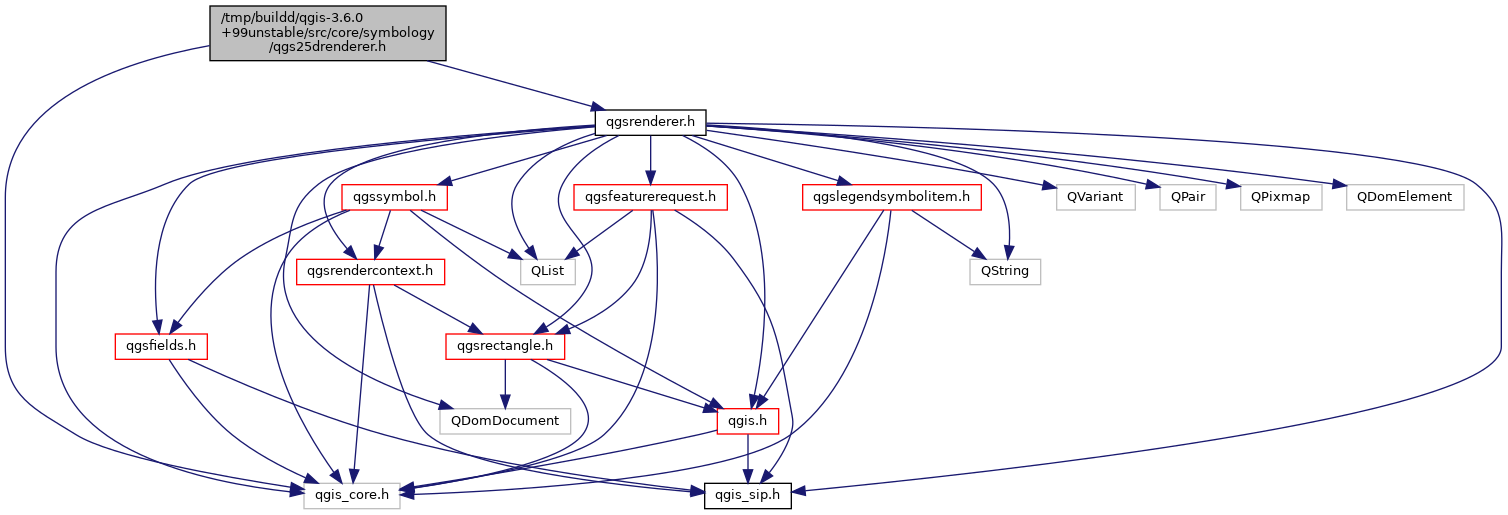 /tmp/buildd/qgis-3.6.0
+99unstable/src/core/symbology
/qgs25drenderer.h
qgsrenderer.h
qgssymbol.h
qgsfeaturerequest.h
qgslegendsymbolitem.h
QVariant
QPair
QPixmap
QDomElement
qgsrendercontext.h
QList
QString
qgsfields.h
qgsrectangle.h
QDomDocument
qgis.h
qgis_core.h
qgis_sip.h